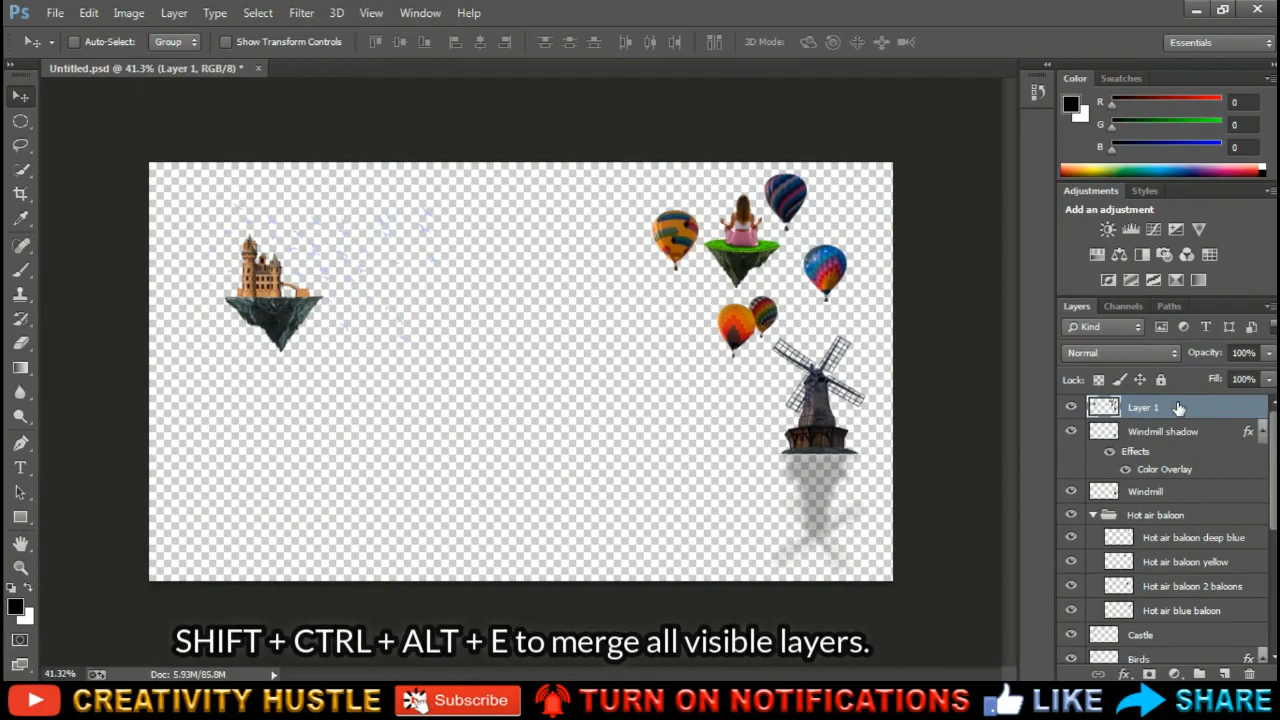 Ps File Edit Image Layer Type Select Filter 3D View Window Help
Auto-Select: Group Show Transform Controls 3D Mode: Essentials
Untitled.psd @ 41.3% (Layer 1, RGB/8) *
Color Swatches
R 0
G 0
B 0
Adjustments Styles
Add an adjustment
Layers Channels Paths
Kind
Normal Opacity: 100%
Lock: Fill: 100%
Layer 1
Windmill shadow fx
Effects
Color Overlay
Windmill
Hot air baloon
Hot air baloon deep blue
Hot air baloon yellow
Hot air baloon 2 baloons
Hot air blue baloon
Castle
Birds fx
SHIFT + CTRL + ALT + E to merge all visible layers.
41.32% Doc: 5.93M/85.8M
CREATIVITY HUSTLE Subscribe TURN ON NOTIFICATIONS LIKE SHARE